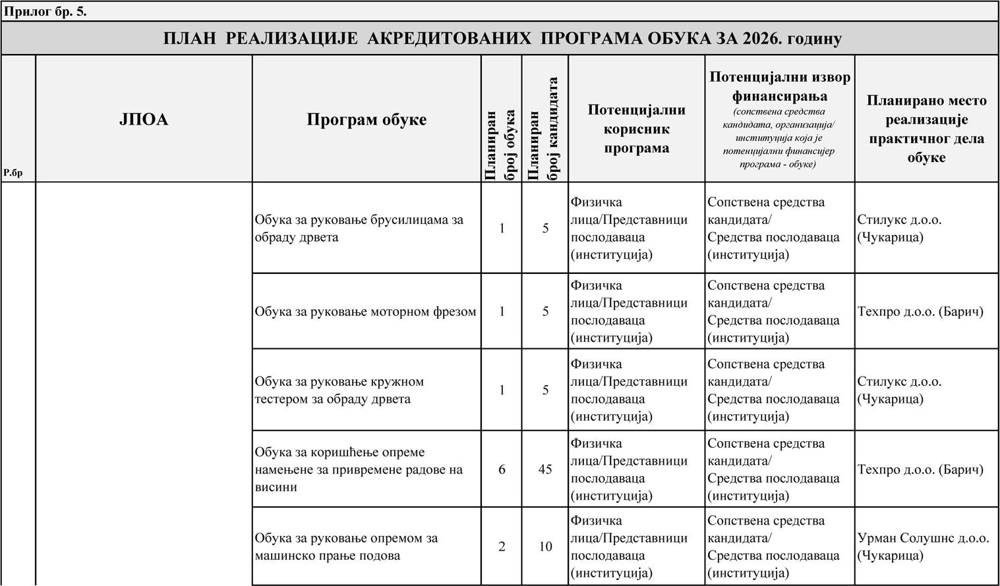 Прилог бр. 5.
ПЛАН РЕАЛИЗАЦИЈЕ АКРЕДИТОВАНИХ ПРОГРАМА ОБУКА ЗА 2026. годину
Р.бр
ЈПОА
Програм обуке
Планиран
број обука
Планиран
број кандидата
Потенцијални
корисник
програма
Потенцијални извор
финансирања
(сопствена средства
кандидата, организација/
институција која је
потенцијални финансијер
програма - обуке)
Планирано место
реализације
практичног дела
обуке
Обука за руковање брусилицама за
обраду дрвета
1
5
Физичка
лица/Представници
послодаваца
(институција)
Сопствена средства
кандидата/
Средства послодаваца
(институција)
Стилукс д.о.о.
(Чукарица)
Обука за руковање моторном фрезом
1
5
Физичка
лица/Представници
послодаваца
(институција)
Сопствена средства
кандидата/
Средства послодаваца
(институција)
Техпро д.о.о. (Барич)
Обука за руковање кружном
тестером за обраду дрвета
1
5
Физичка
лица/Представници
послодаваца
(институција)
Сопствена средства
кандидата/
Средства послодаваца
(институција)
Стилукс д.о.о.
(Чукарица)
Обука за коришћење опреме
намењене за привремене радове на
висини
6
45
Физичка
лица/Представници
послодаваца
(институција)
Сопствена средства
кандидата/
Средства послодаваца
(институција)
Техпро д.о.о. (Барич)
Обука за руковање опремом за
машинско прање подова
2
10
Физичка
лица/Представници
послодаваца
(институција)
Сопствена средства
кандидата/
Средства послодаваца
(институција)
Урман Солушнс д.о.о.
(Чукарица)